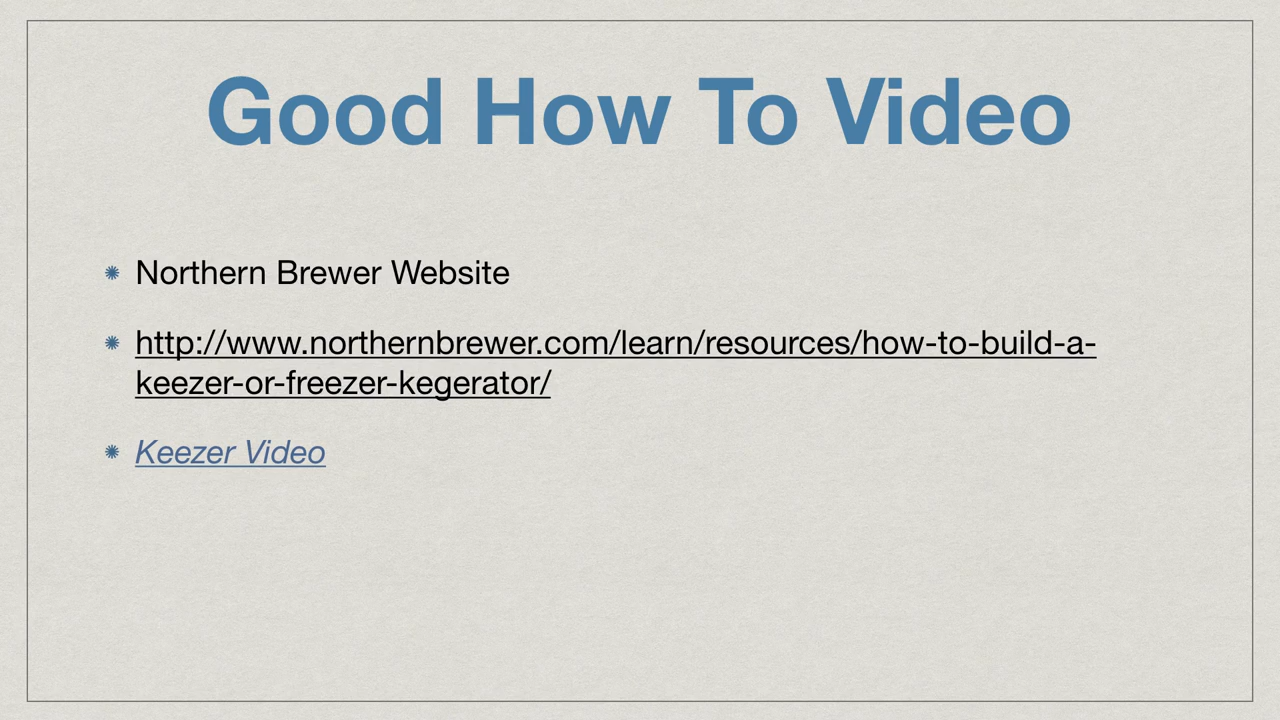 Good How To Video
Northern Brewer Website
http://www.northernbrewer.com/learn/resources/how-to-build-a-
keezer-or-freezer-kegerator/
Keezer Video